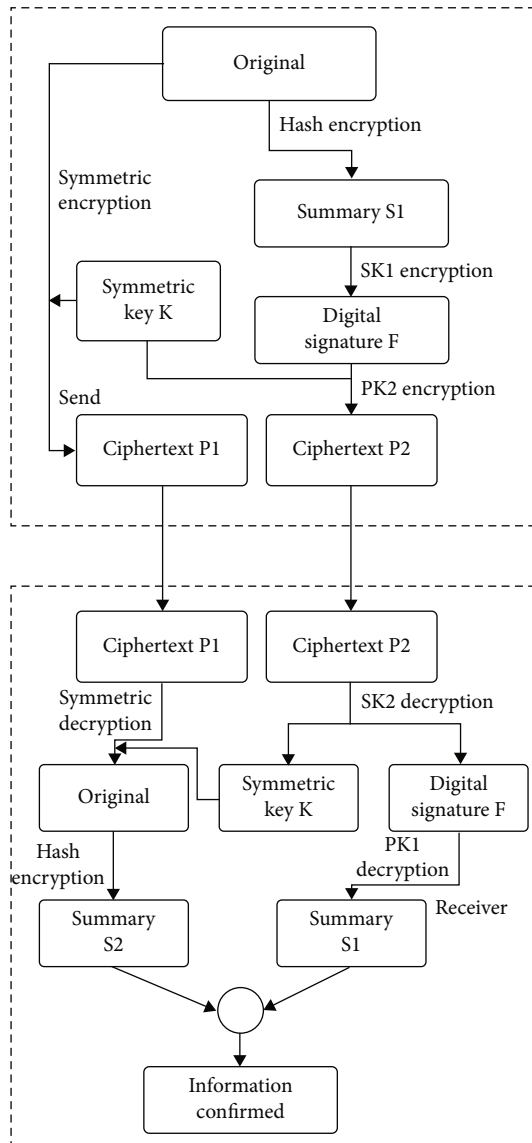 Original
Hash encryption
Symmetric
encryption
Summary S1
SK1 encryption
Symmetric
key K
Digital
signature F
PK2 encryption
Send
Ciphertext P1
Ciphertext P2
Ciphertext P1
Ciphertext P2
Symmetric
decryption
SK2 decryption
Original
Symmetric
key K
Digital
signature F
Hash
encryption
PK1
decryption
Summary
S2
Summary
S1
Receiver
Information
confirmed